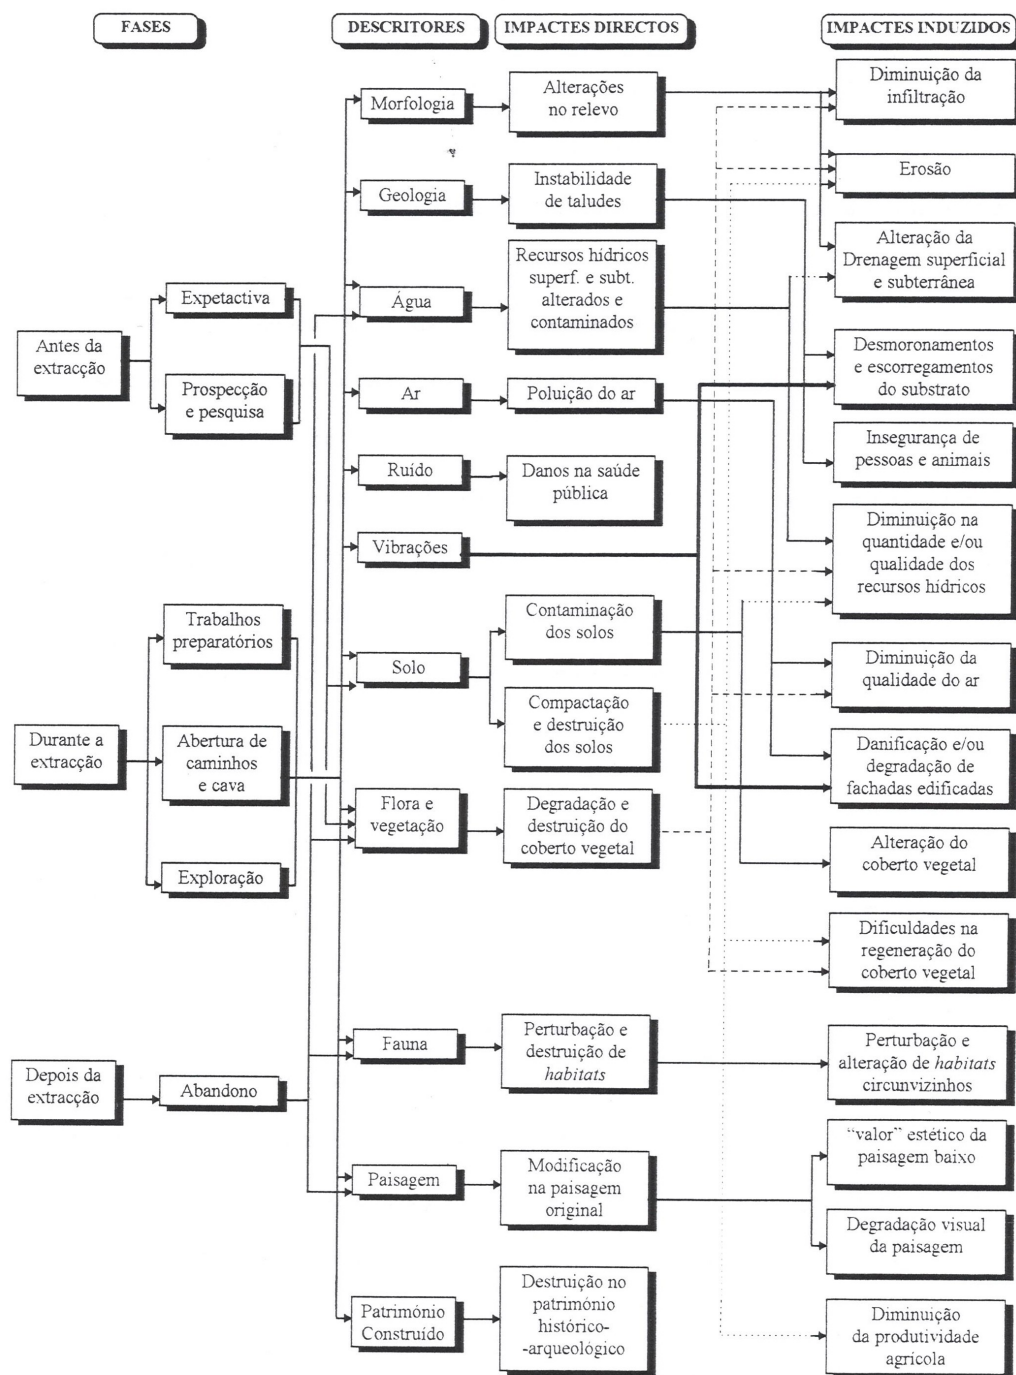 FASES
DESCRITORES
IMPACTES DIRECTOS
IMPACTES INDUZIDOS
Antes da
extracção
Expetactiva
Prospecção
e pesquisa
Durante a
extracção
Trabalhos
preparatórios
Abertura de
caminhos
e cava
Exploração
Depois da
extracção
Abandono
Morfologia
Geologia
Água
Ar
Ruído
Vibrações
Solo
Flora e
vegetação
Fauna
Paisagem
Património
Construído
Alterações
no relevo
Instabilidade
de taludes
Recursos hídricos
superf. e subt.
alterados e
contaminados
Poluição do ar
Danos na saúde
pública
Contaminação
dos solos
Compactação
e destruição
dos solos
Degradação e
destruição do
coberto vegetal
Perturbação e
destruição de
habitats
Modificação
na paisagem
original
Destruição no
património
histórico-
-arqueológico
Diminuição da
infiltração
Erosão
Alteração da
Drenagem superficial
e subterrânea
Desmoronamentos
e escorregamentos
do substrato
Insegurança de
pessoas e animais
Diminuição na
quantidade e/ou
qualidade dos
recursos hídricos
Diminuição da
qualidade do ar
Danificação e/ou
degradação de
fachadas edificadas
Alteração do
coberto vegetal
Dificuldades na
regeneração do
coberto vegetal
Perturbação e
alteração de habitats
circunvizinhos
“valor” estético da
paisagem baixo
Degradação visual
da paisagem
Diminuição
da produtividade
agrícola